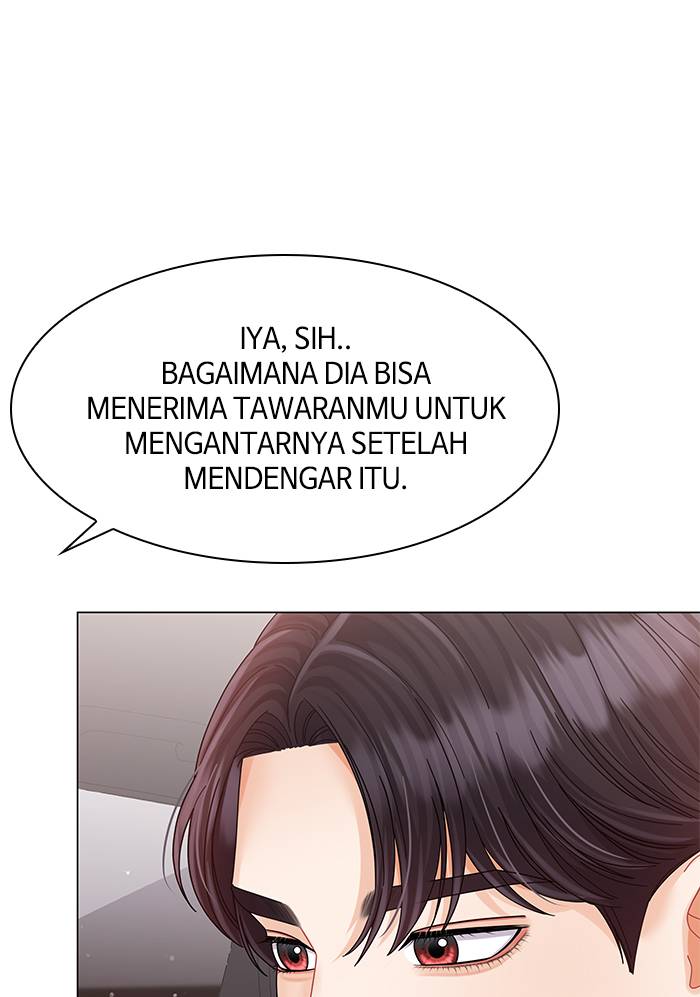 IYA, SIH..
BAGAIMANA DIA BISA
MENERIMA TAWARANMU UNTUK
MENGANTARNYA SETELAH
MENDENGAR ITU.